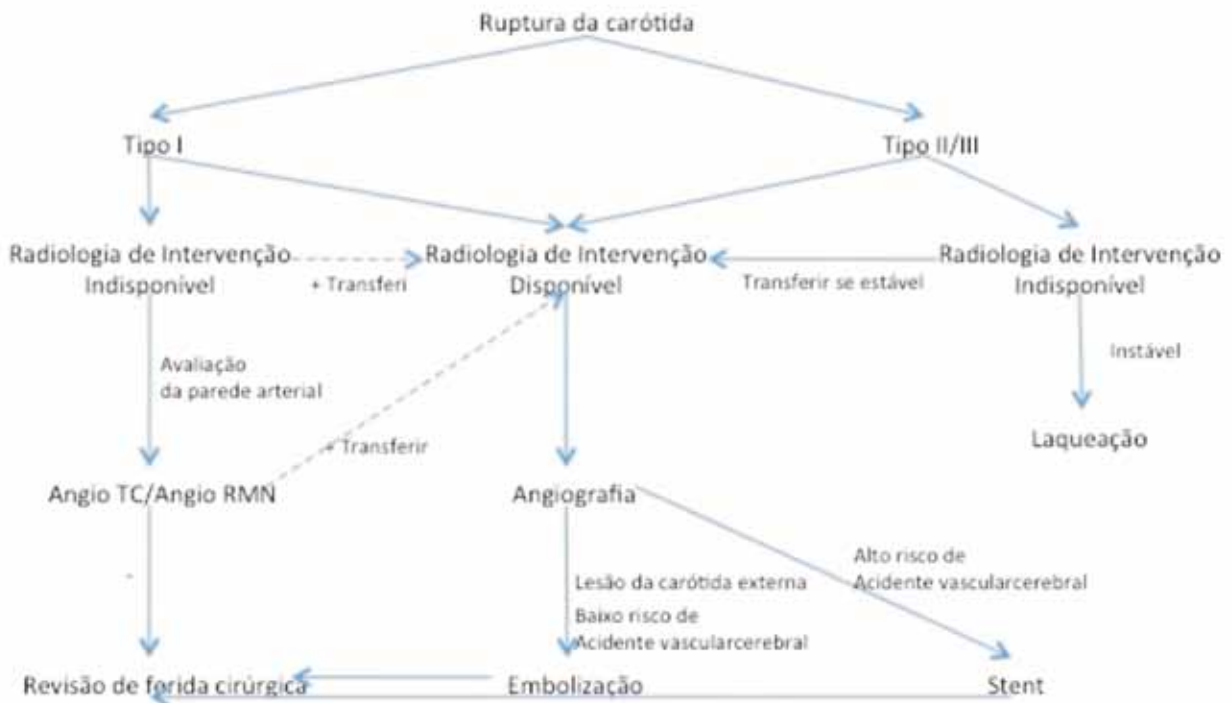 Ruptura da carótida
Tipo I
Tipo II/III
Radiologia de Intervenção
Indisponível
+ Transferi
Radiologia de Intervenção
Disponível
Transferir se estável
Radiologia de Intervenção
Indisponível
Avaliação
da parede arterial
Instável
+ Transferir
Laqueação
Angio TC/Angio RMN
Angiografia
-
Lesão da carótida externa
Baixo risco de
Acidente vascularcerebral
Alto risco de
Acidente vascularcerebral
Revisão de ferida cirúrgica
Embolização
Stent